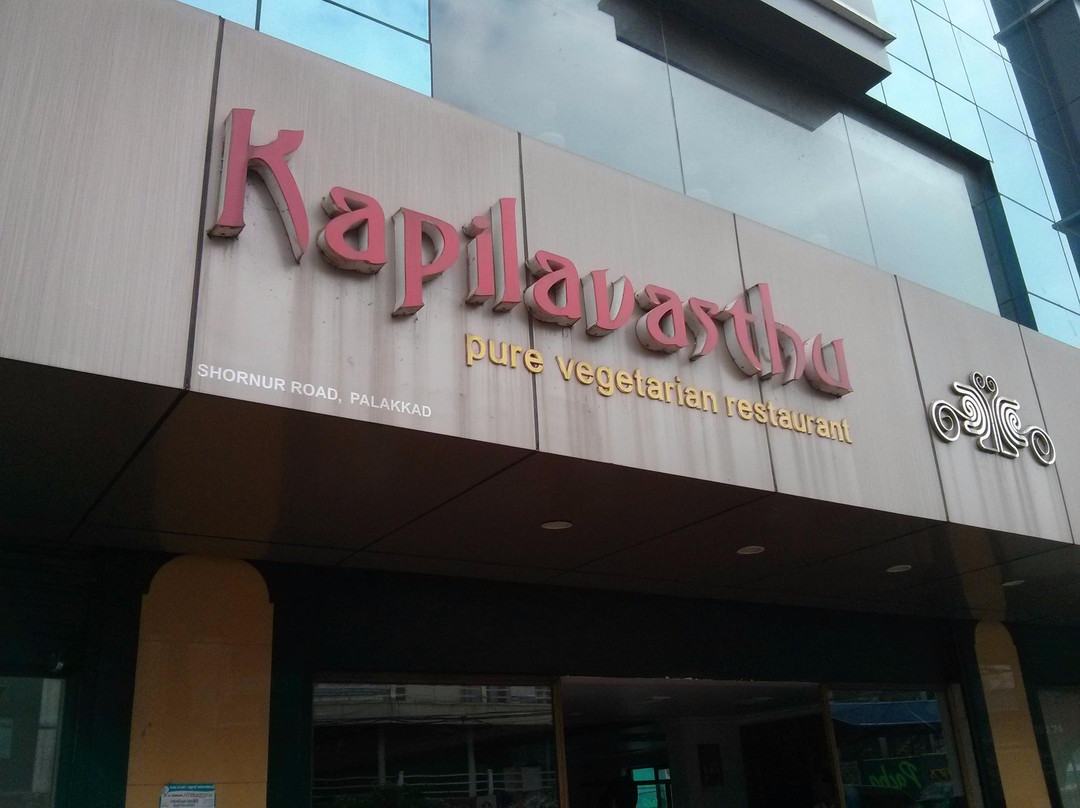 Kapilavasthu
pure vegetarian restaurant
SHORNUR ROAD, PALAKKAD